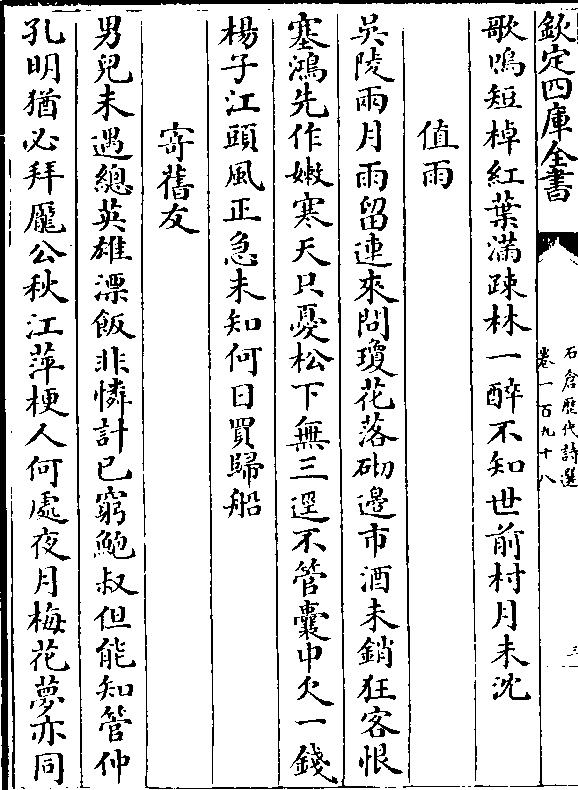 欽定四庫全書
石倉歷代詩選
卷一百九十八
三
歌鳴短棹紅葉滿疎林一醉不知世前村月未沈
值雨
吳陵雨月雨留連來問瓊花落砌邊市酒未銷狂客恨
塞鴻先作嫩寒天只憂松下無三逕不管囊中欠一錢
楊子江頭風正急未知何日買歸船
寄舊友
男兒未遇總英雄漂飯非憐計已窮鮑叔但能知管仲
孔明猶必拜龐公秋江萍梗人何處夜月梅花夢亦同